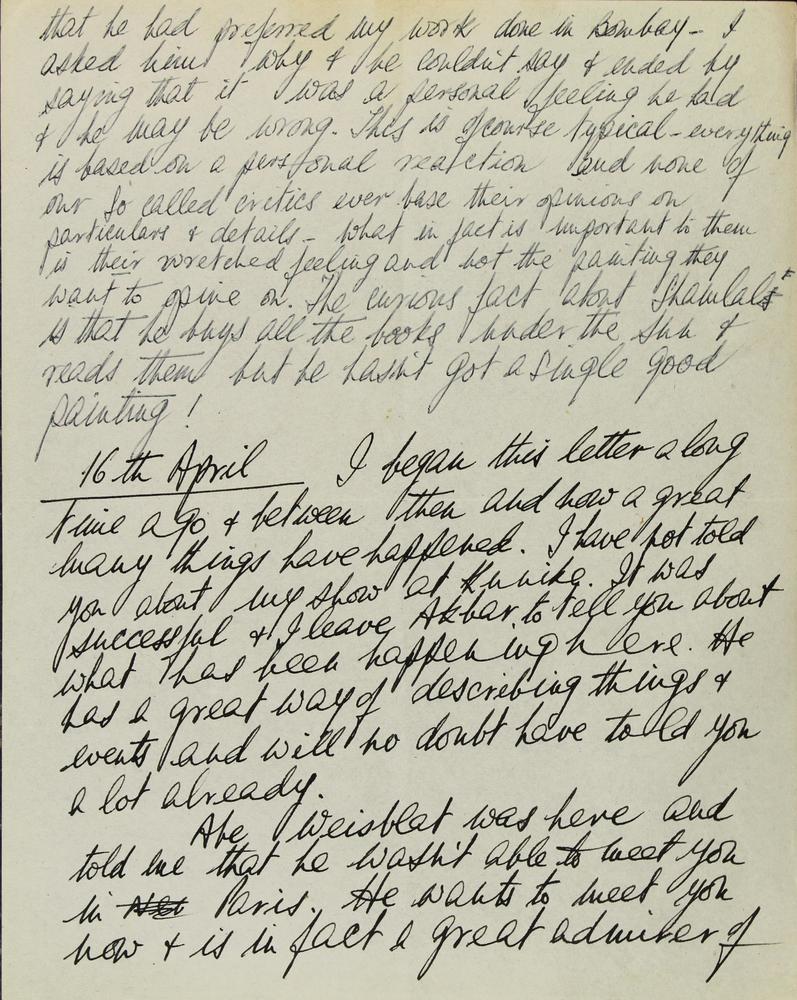 that he had preferred my work done in Bombay - I
asked him why & he couldn't say & ended by
saying that it was a personal feeling he had
& he may be wrong. This is ofcourse typical - everything
is based on a personal reaction and none of
our so called critics ever base their opinions on
particulars & details - what in fact is important to them
is their wretched feeling and not the painting they
want to opine on. The curious fact about Shamlals
is that he buys all the books under the sun &
reads them but he hasn't got a single good
painting!
16th April I began this letter a long
time ago & between then and now a great
many things have happened. I have not told
you about my show at Kunika. It was
successful & I leave Akbar to tell you about
what has been happening here. He
has a great way of describing things &
events and will no doubt have told you
a lot already.
Abe Weisblat was here and
told me that he wasn't able to meet you
in Paris. He wants to meet you
now & is in fact a great admirer of